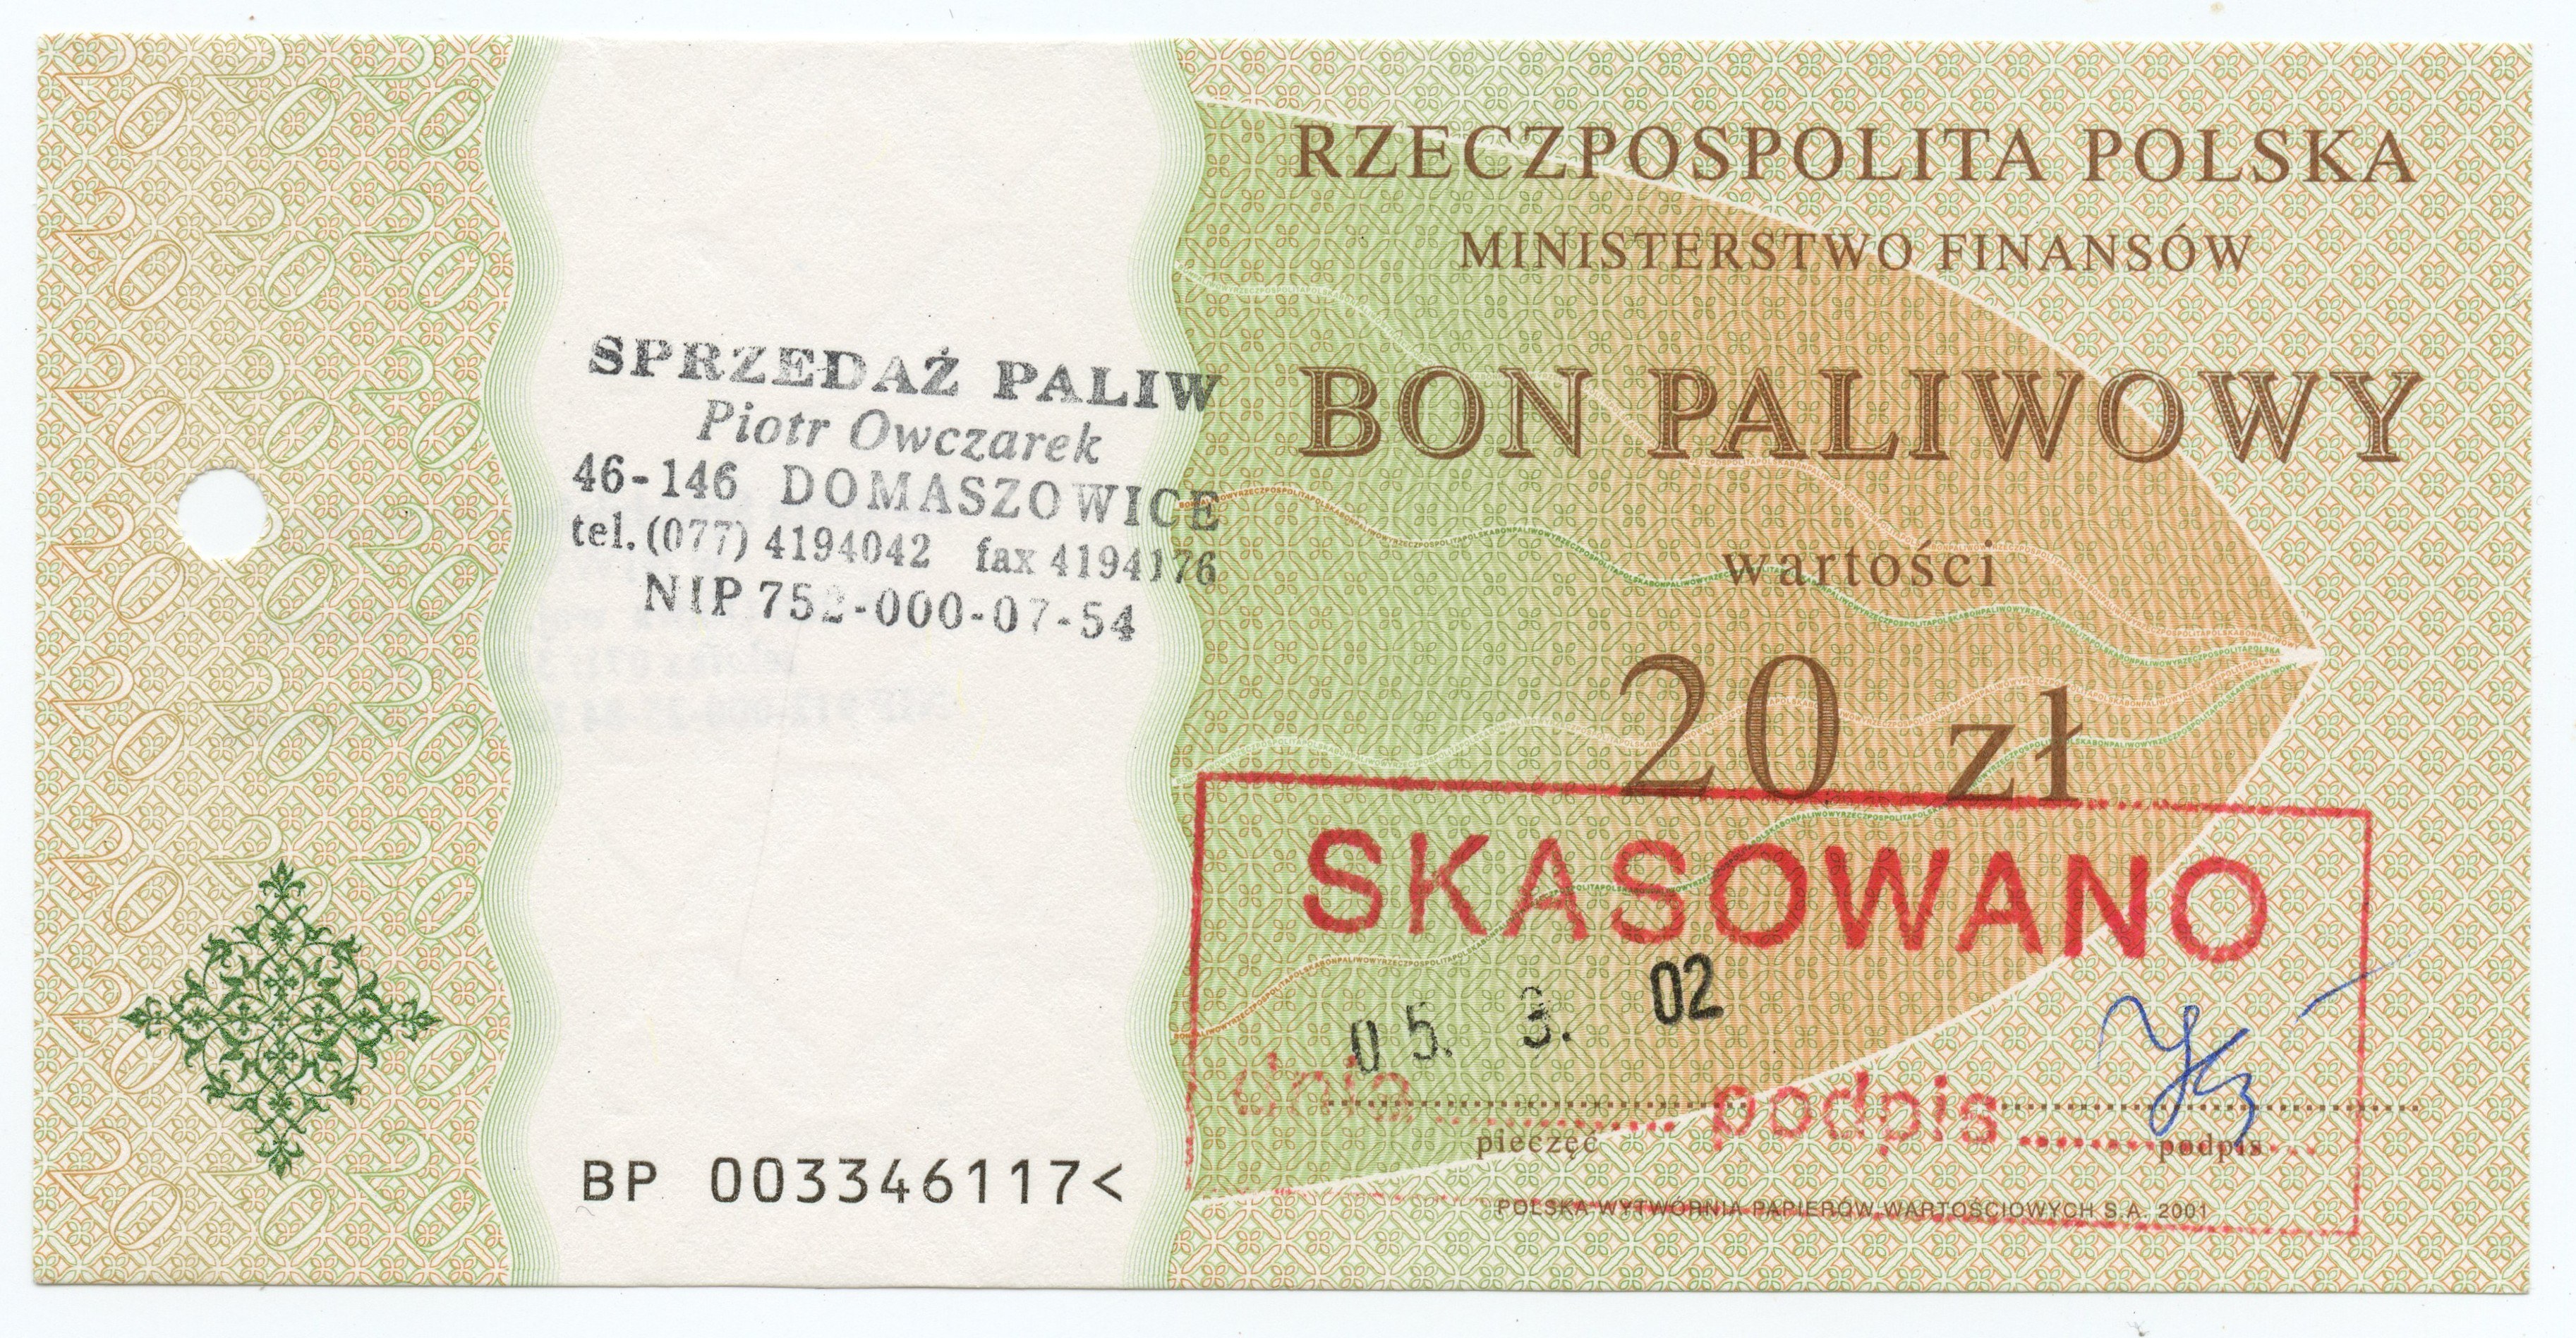 RZECZPOSPOLITA POLSKA
MINISTERSTWO FINANSÓW
BON PALIWOWY
wartości
20 zł
SPRZEDAŻ PALIW
Piotr Owczarek
46-146 DOMASZOWICE
tel. (077) 4194042 fax 4194176
NIP 752-000-07-54
SKASOWANO
05. 3. 02
dnia podpis
pieczęć podpis
BP 003346117<
POLSKA WYTWÓRNIA PAPIERÓW WARTOŚCIOWYCH S.A. 2001